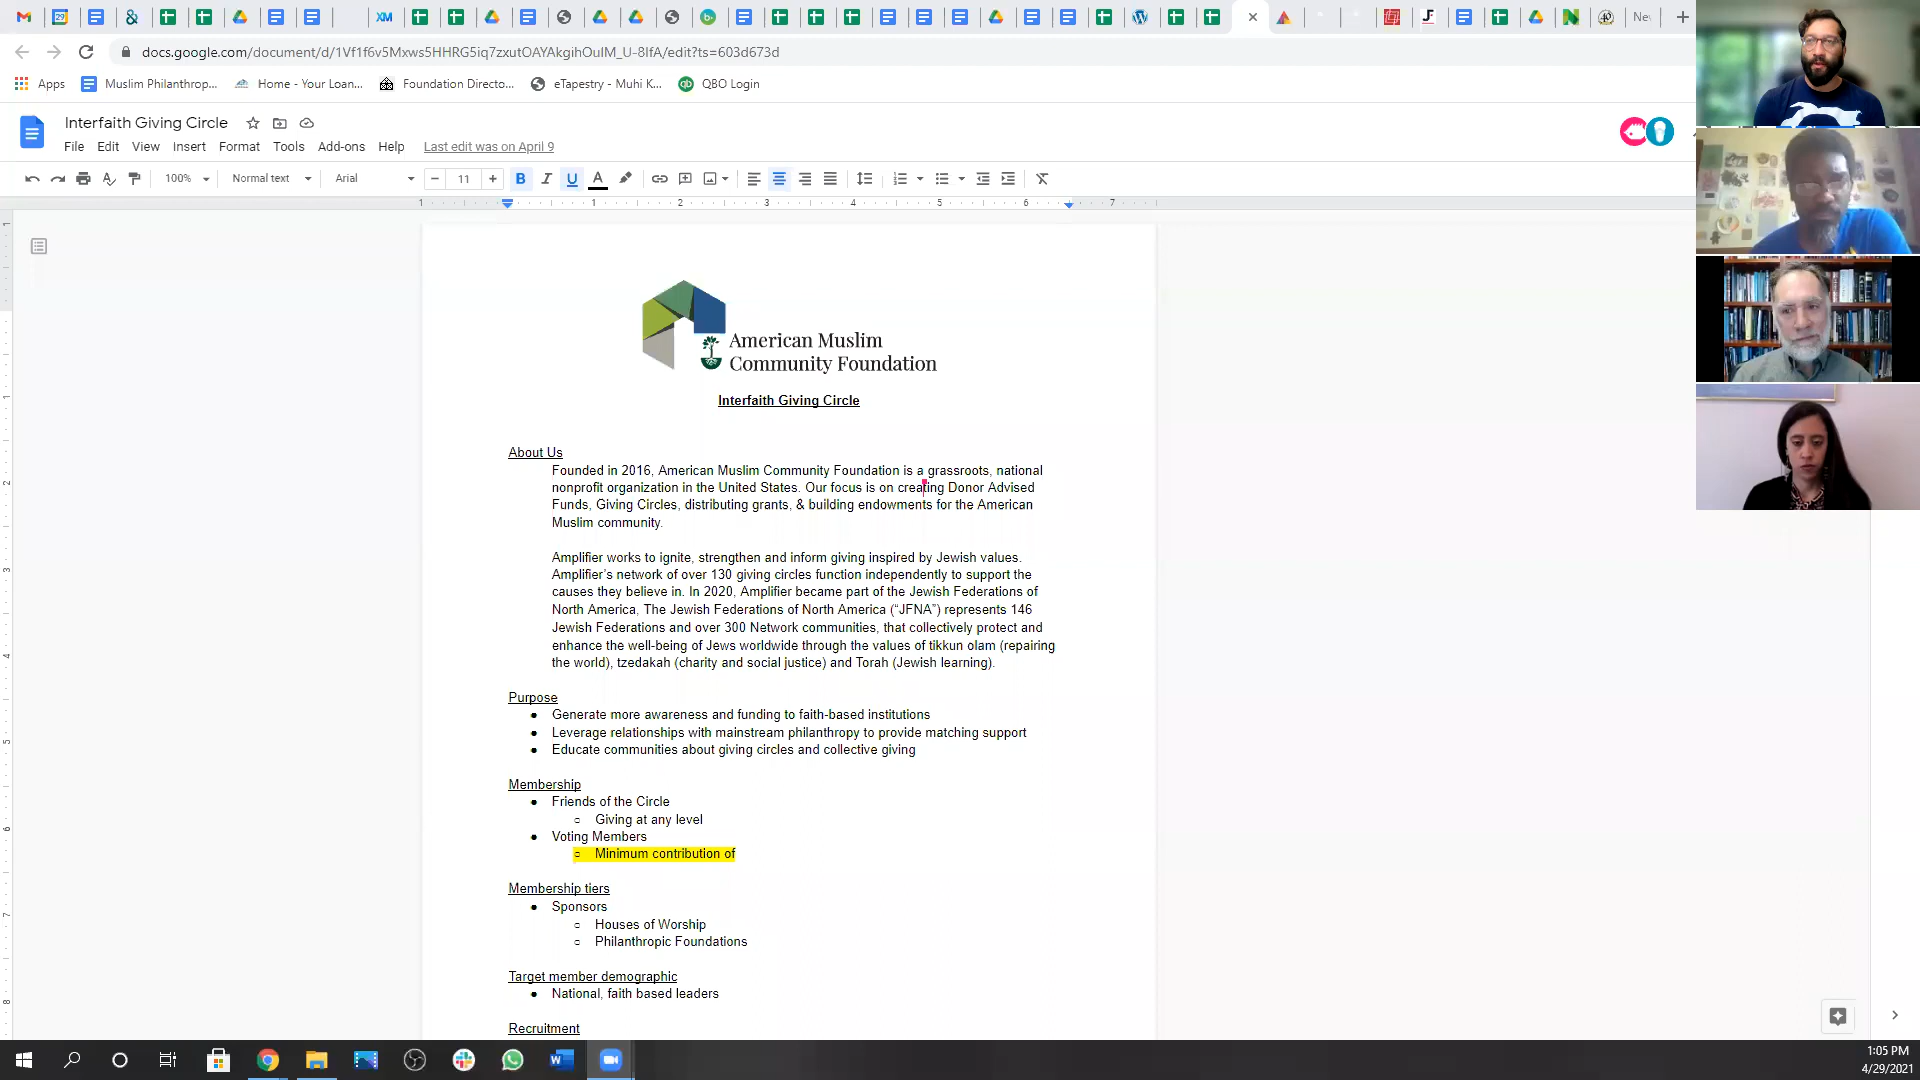 docs.google.com/document/d/1Vf1f6v5Mxws5HHRG5iq7zxutOAYAkgihOulM_U-8IfA/edit?ts=603d673d
Apps
Muslim Philanthrop...
Home - Your Loan...
Foundation Directo...
eTapestry - Muhi K...
QBO Login
Interfaith Giving Circle
File Edit View Insert Format Tools Add-ons Help Last edit was on April 9
100% Normal text Arial 11
1 1 2 3 4 5 6 7
American Muslim
Community Foundation
Interfaith Giving Circle
About Us
Founded in 2016, American Muslim Community Foundation is a grassroots, national
nonprofit organization in the United States. Our focus is on creating Donor Advised
Funds, Giving Circles, distributing grants, & building endowments for the American
Muslim community.
Amplifier works to ignite, strengthen and inform giving inspired by Jewish values.
Amplifier's network of over 130 giving circles function independently to support the
causes they believe in. In 2020, Amplifier became part of the Jewish Federations of
North America, The Jewish Federations of North America ("JFNA") represents 146
Jewish Federations and over 300 Network communities, that collectively protect and
enhance the well-being of Jews worldwide through the values of tikkun olam (repairing
the world), tzedakah (charity and social justice) and Torah (Jewish learning).
Purpose
● Generate more awareness and funding to faith-based institutions
● Leverage relationships with mainstream philanthropy to provide matching support
● Educate communities about giving circles and collective giving
Membership
● Friends of the Circle
○ Giving at any level
● Voting Members
○ Minimum contribution of
Membership tiers
● Sponsors
○ Houses of Worship
○ Philanthropic Foundations
Target member demographic
● National, faith based leaders
Recruitment
1:05 PM
4/29/2021